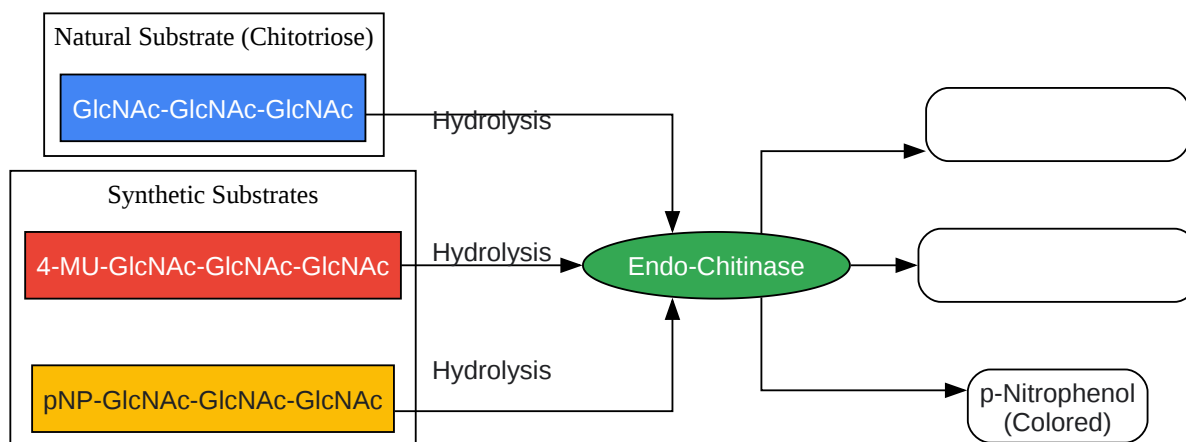 Natural Substrate (Chitotriose)
GlcNAc-GlcNAc-GlcNAc
Hydrolysis
Synthetic Substrates
4-MU-GlcNAc-GlcNAc-GlcNAc
Hydrolysis
Endo-Chitinase
pNP-GlcNAc-GlcNAc-GlcNAc
Hydrolysis
p-Nitrophenol
(Colored)